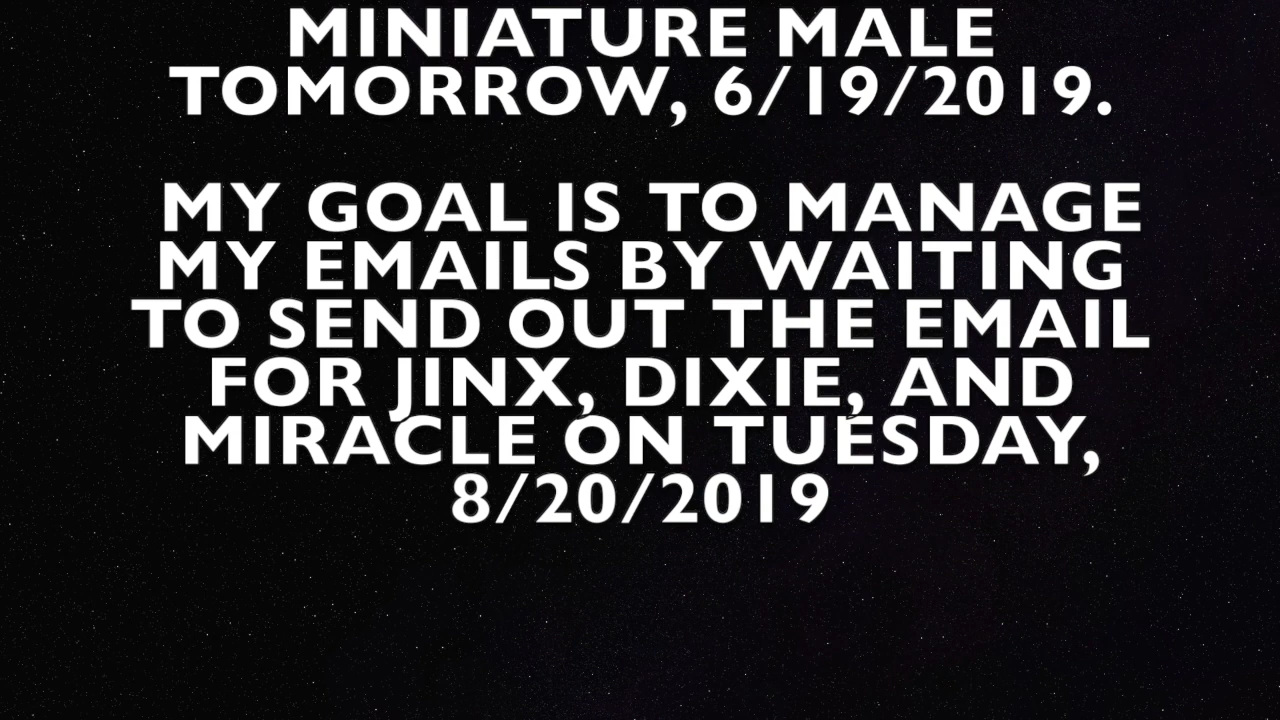 MINIATURE MALE
TOMORROW, 6/19/2019.
MY GOAL IS TO MANAGE
MY EMAILS BY WAITING
TO SEND OUT THE EMAIL
FOR JINX, DIXIE, AND
MIRACLE ON TUESDAY,
8/20/2019